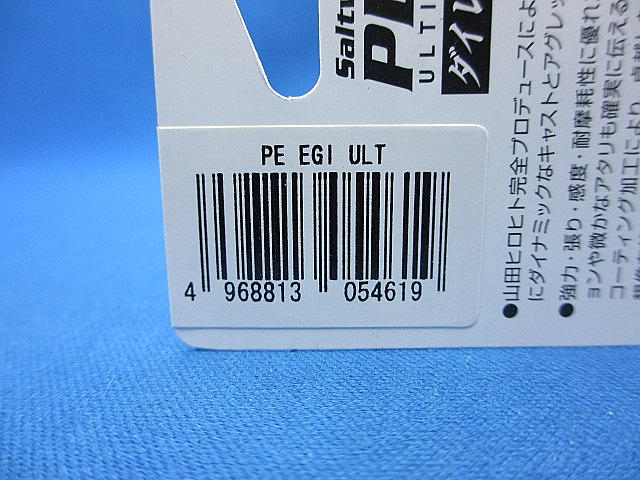 PE EGI ULT
4 968813 054619
Saltw
PE
ULTI
ダイレ
●山田ヒロヒト完全プロデュースによ
にダイナミックなキャストとアグレッ
●強力・張り・感度・耐摩耗性に優れ
ョンや微かなアタリも確実に伝える
コーティング加工により